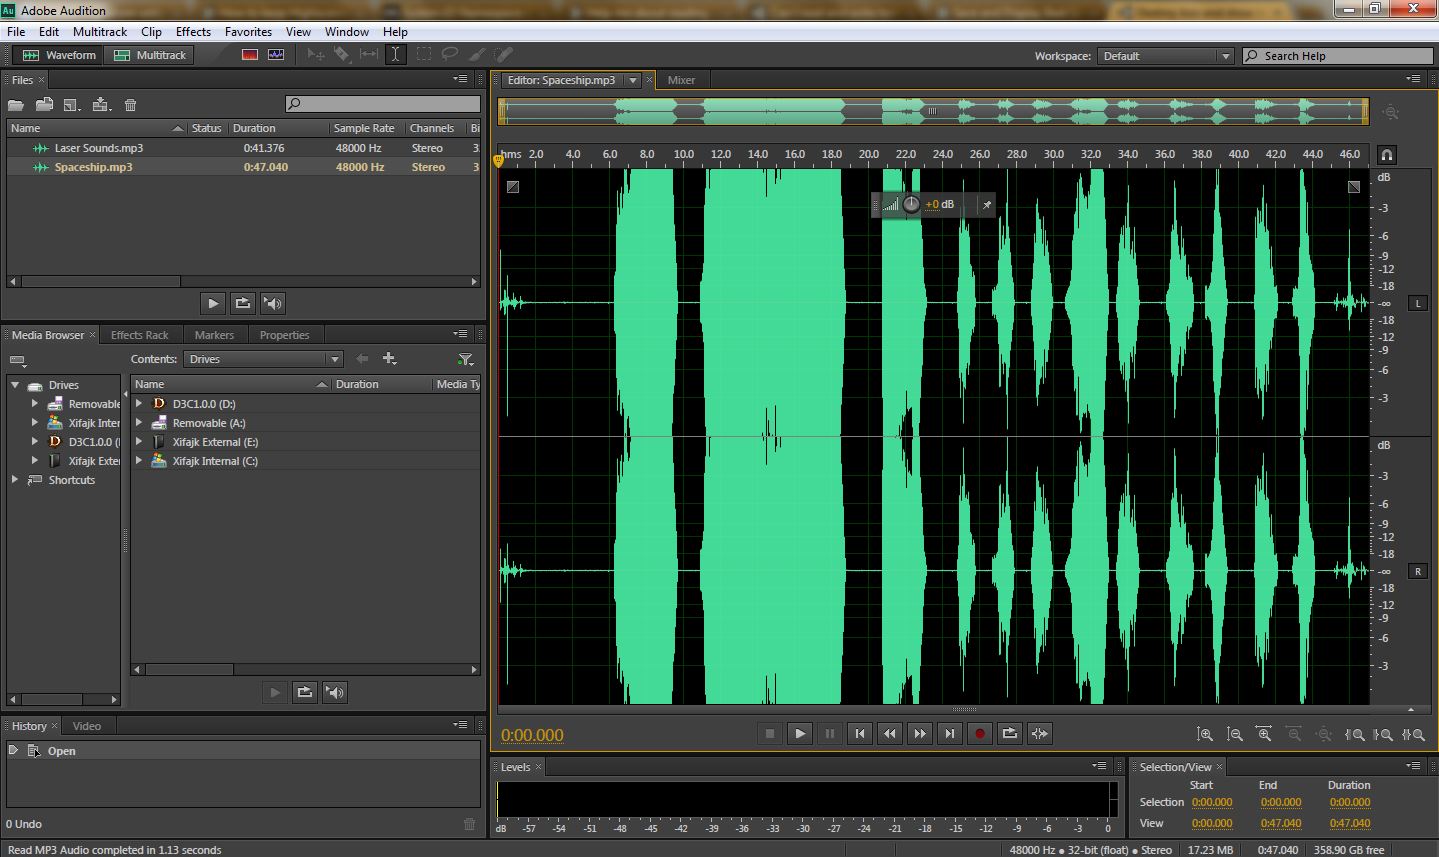 Au Adobe Audition
File Edit Multitrack Clip Effects Favorites View Window Help
Waveform Multitrack Workspace: Default Search Help
Files
Name Status Duration Sample Rate Channels Bi
Laser Sounds.mp3 0:41.376 48000 Hz Stereo 3
Spaceship.mp3 0:47.040 48000 Hz Stereo 3
Media Browser Effects Rack Markers Properties
Contents: Drives
Drives
Removable
Xifajk Inter
D3C1.0.0 (
Xifajk Exter
Shortcuts
Name Duration Media Ty
D3C1.0.0 (D:)
Removable (A:)
Xifajk External (E:)
Xifajk Internal (C:)
History Video
Open
0 Undo
Read MP3 Audio completed in 1.13 seconds
Editor: Spaceship.mp3 Mixer
hms 2.0 4.0 6.0 8.0 10.0 12.0 14.0 16.0 18.0 20.0 22.0 24.0 26.0 28.0 30.0 32.0 34.0 36.0 38.0 40.0 42.0 44.0 46.0
+0 dB
dB
-3
-6
-9
-12
-18
-∞
-18
-12
-9
-6
-3
L
dB
-3
-6
-9
-12
-18
-∞
-18
-12
-9
-6
-3
R
0:00.000
Levels
dB -57 -54 -51 -48 -45 -42 -39 -36 -33 -30 -27 -24 -21 -18 -15 -12 -9 -6 -3 0
Selection/View
Start End Duration
Selection 0:00.000 0:00.000 0:00.000
View 0:00.000 0:47.040 0:47.040
48000 Hz ● 32-bit (float) ● Stereo 17.23 MB 0:47.040 358.90 GB free